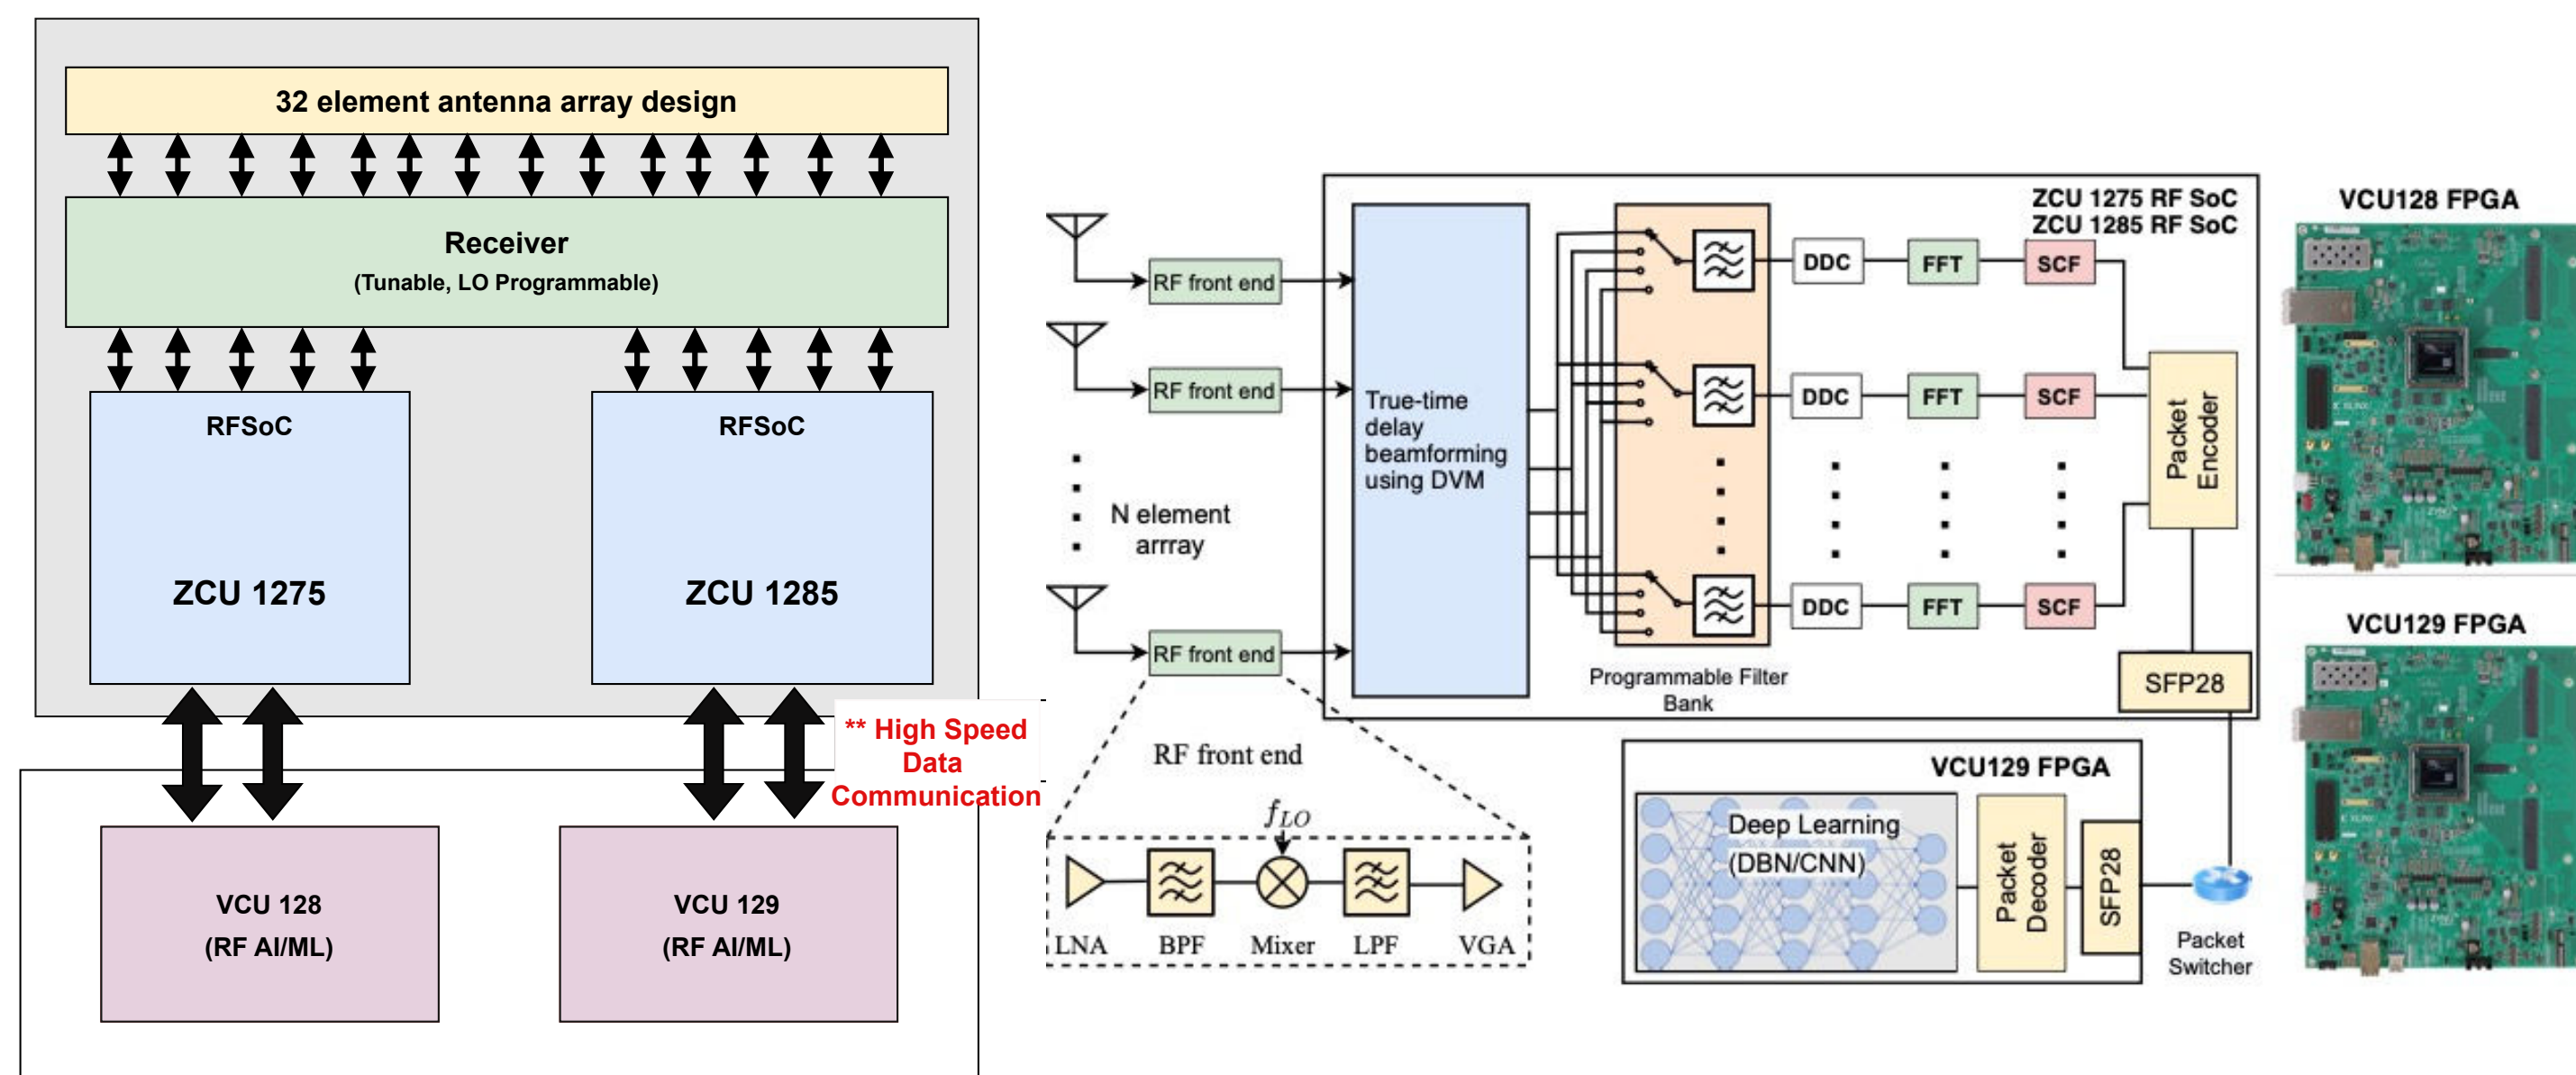 32 element antenna array design
Receiver
(Tunable, LO Programmable)
RFSoC
ZCU 1275
RFSoC
ZCU 1285
** High Speed
Data
Communication
VCU 128
(RF AI/ML)
VCU 129
(RF AI/ML)
RF front end
RF front end
N element
arrray
RF front end
ZCU 1275 RF SoC
ZCU 1285 RF SoC
True-time
delay
beamforming
using DVM
DDC
FFT
SCF
DDC
FFT
SCF
DDC
FFT
SCF
Programmable Filter
Bank
Packet
Encoder
SFP28
RF front end
fLO
LNA
BPF
Mixer
LPF
VGA
VCU129 FPGA
Deep Learning
(DBN/CNN)
Packet
Decoder
SFP28
Packet
Switcher
VCU128 FPGA
VCU129 FPGA